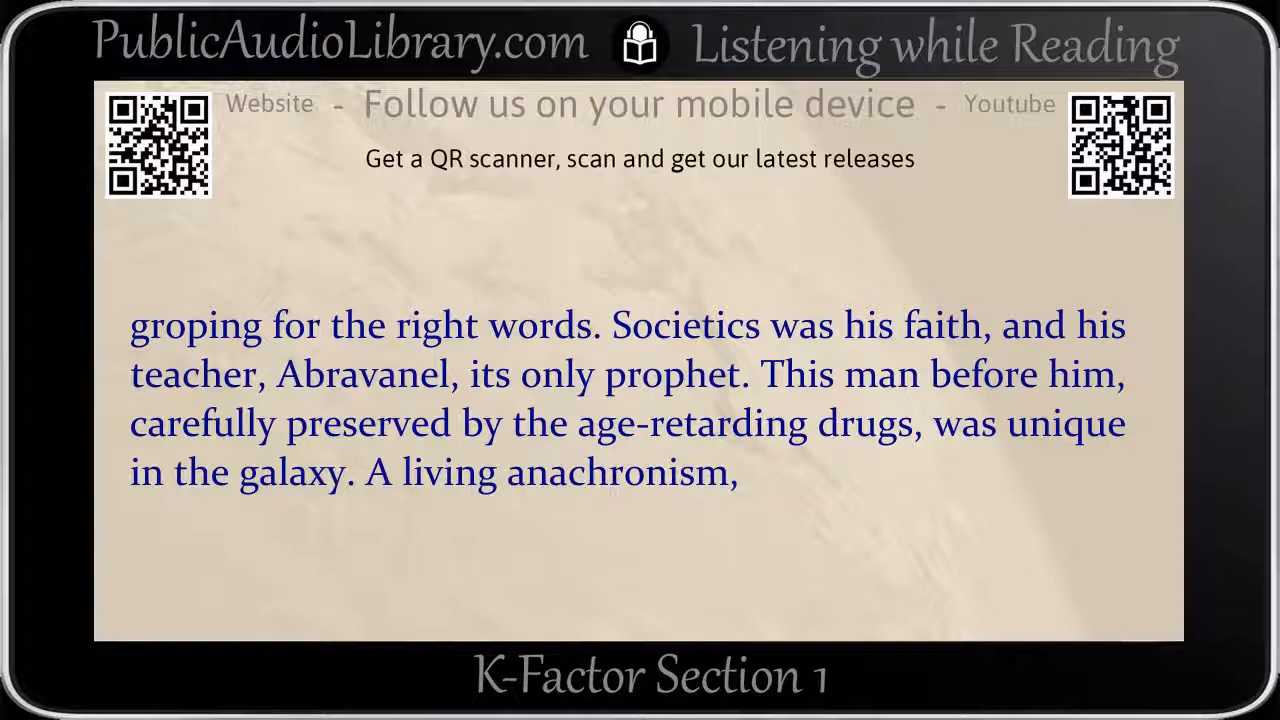 PublicAudioLibrary.com Listening while Reading
Website - Follow us on your mobile device - Youtube
Get a QR scanner, scan and get our latest releases
groping for the right words. Societics was his faith, and his
teacher, Abravanel, its only prophet. This man before him,
carefully preserved by the age-retarding drugs, was unique
in the galaxy. A living anachronism,
K-Factor Section 1